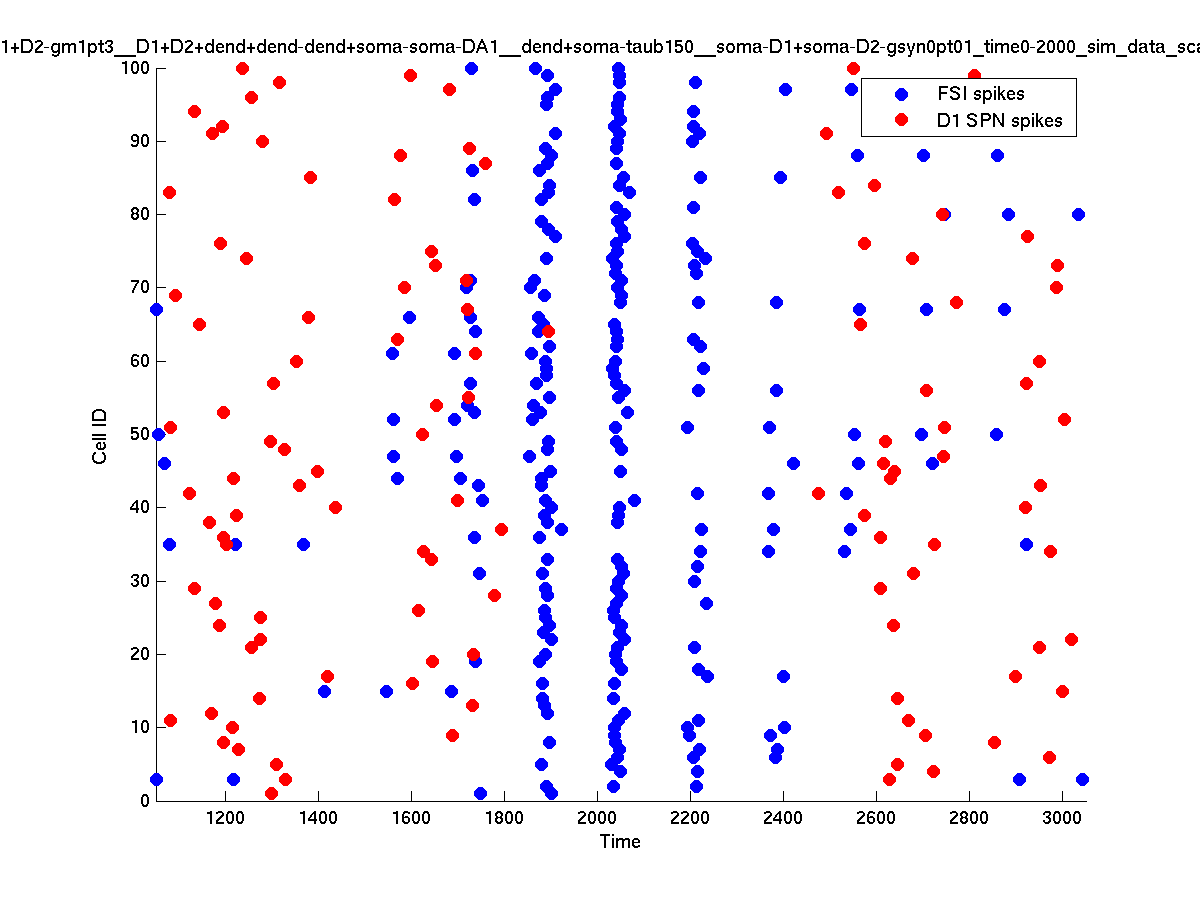 1+D2-gm1pt3__D1+D2+dend+dend-dend+soma-soma-DA1__dend+soma-taub150__soma-D1+soma-D2-gsyn0pt01_time0-2000_sim_data_sca
FSI spikes
D1 SPN spikes
100
90
80
70
60
50
40
30
20
10
0
Cell ID
1200 1400 1600 1800 2000 2200 2400 2600 2800 3000
Time